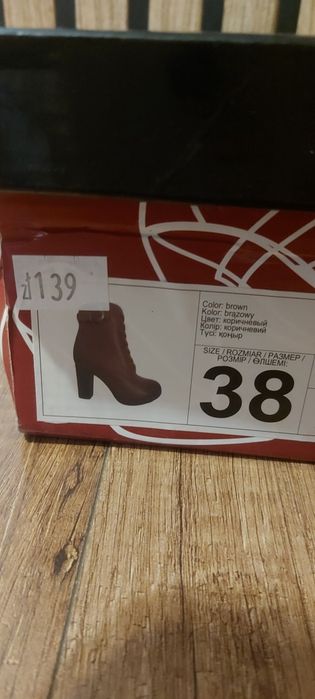 zł139
Color: brown
Kolor: brązowy
Цвет: коричневый
Колір: коричневий
Түсі: қоңыр
SIZE / ROZMIAR / РАЗМЕР /
РОЗМІР / ӨЛШЕМІ:
38